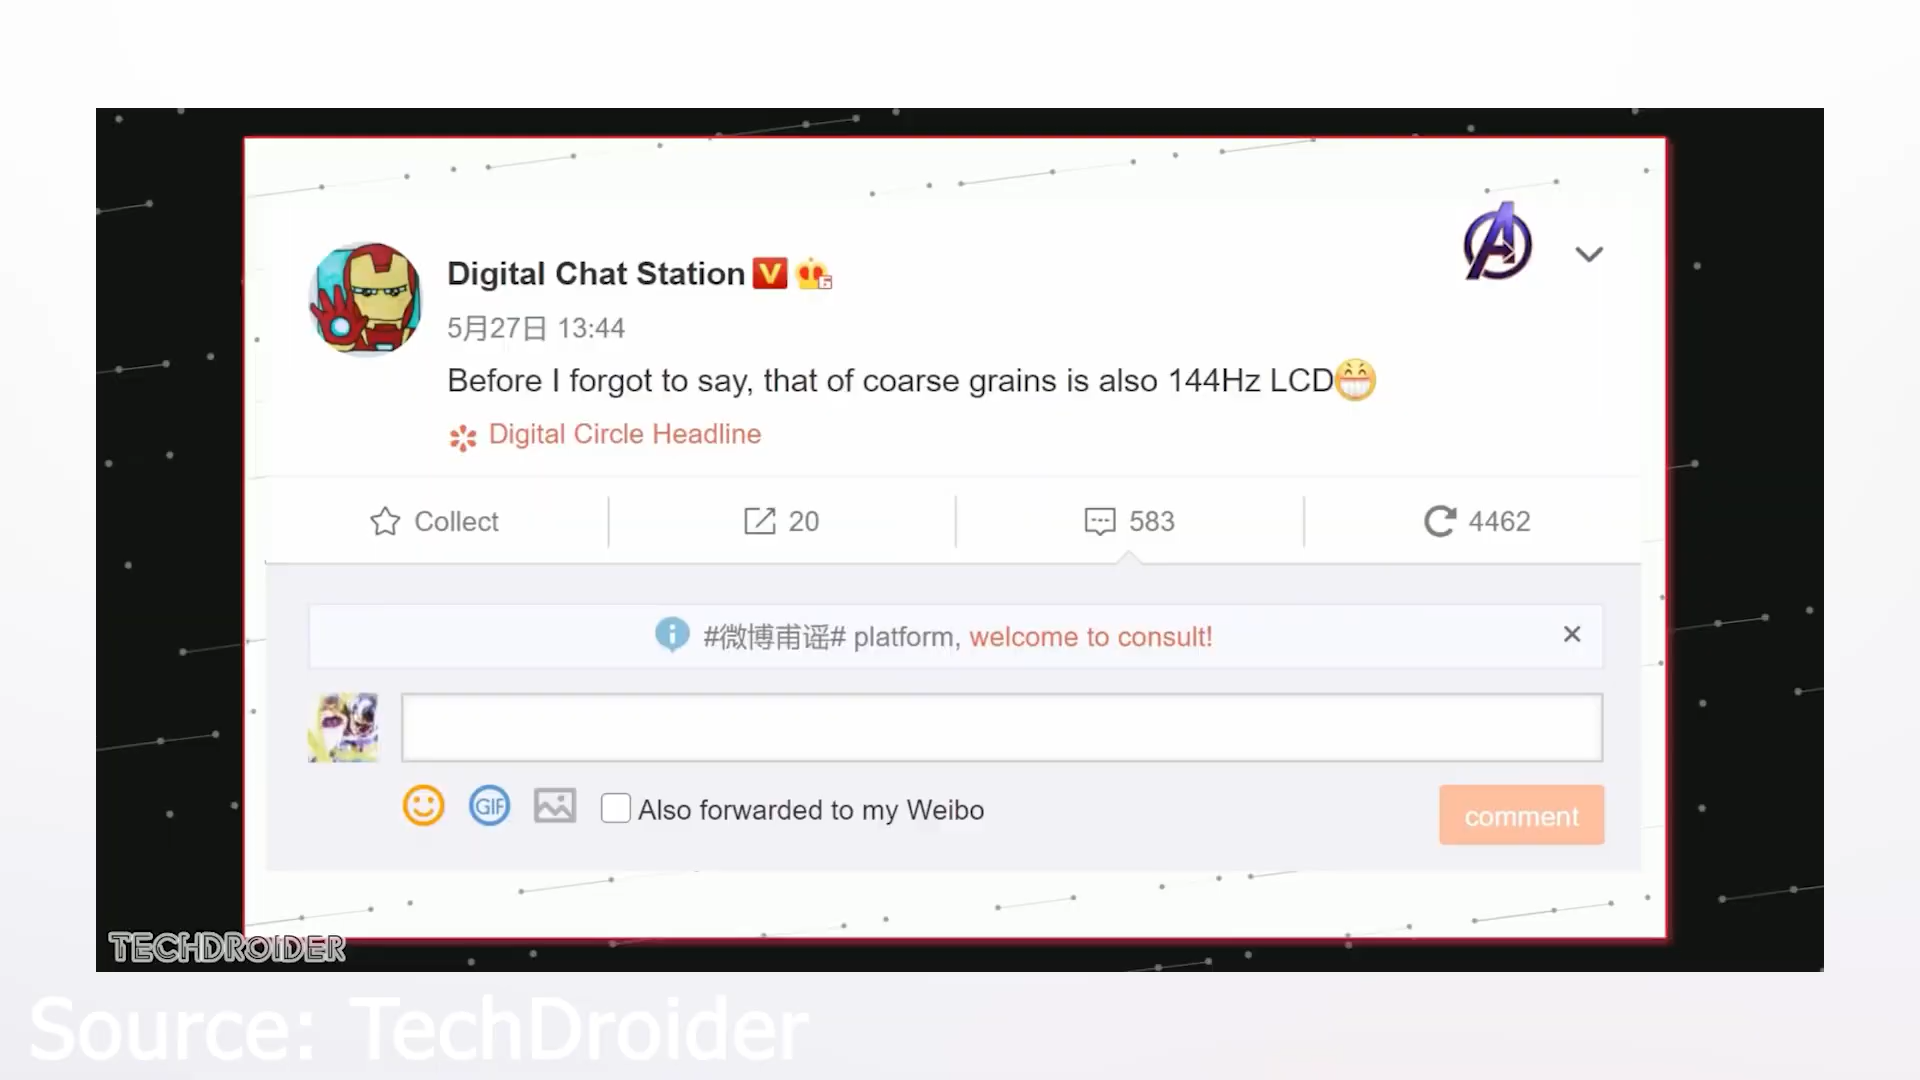 Digital Chat Station
5月27日 13:44
Before I forgot to say, that of coarse grains is also 144Hz LCD
Digital Circle Headline
Collect
20
583
4462
#微博甫谣# platform, welcome to consult!
GIF
Also forwarded to my Weibo
comment
TECHDROIDER
Source: TechDroider